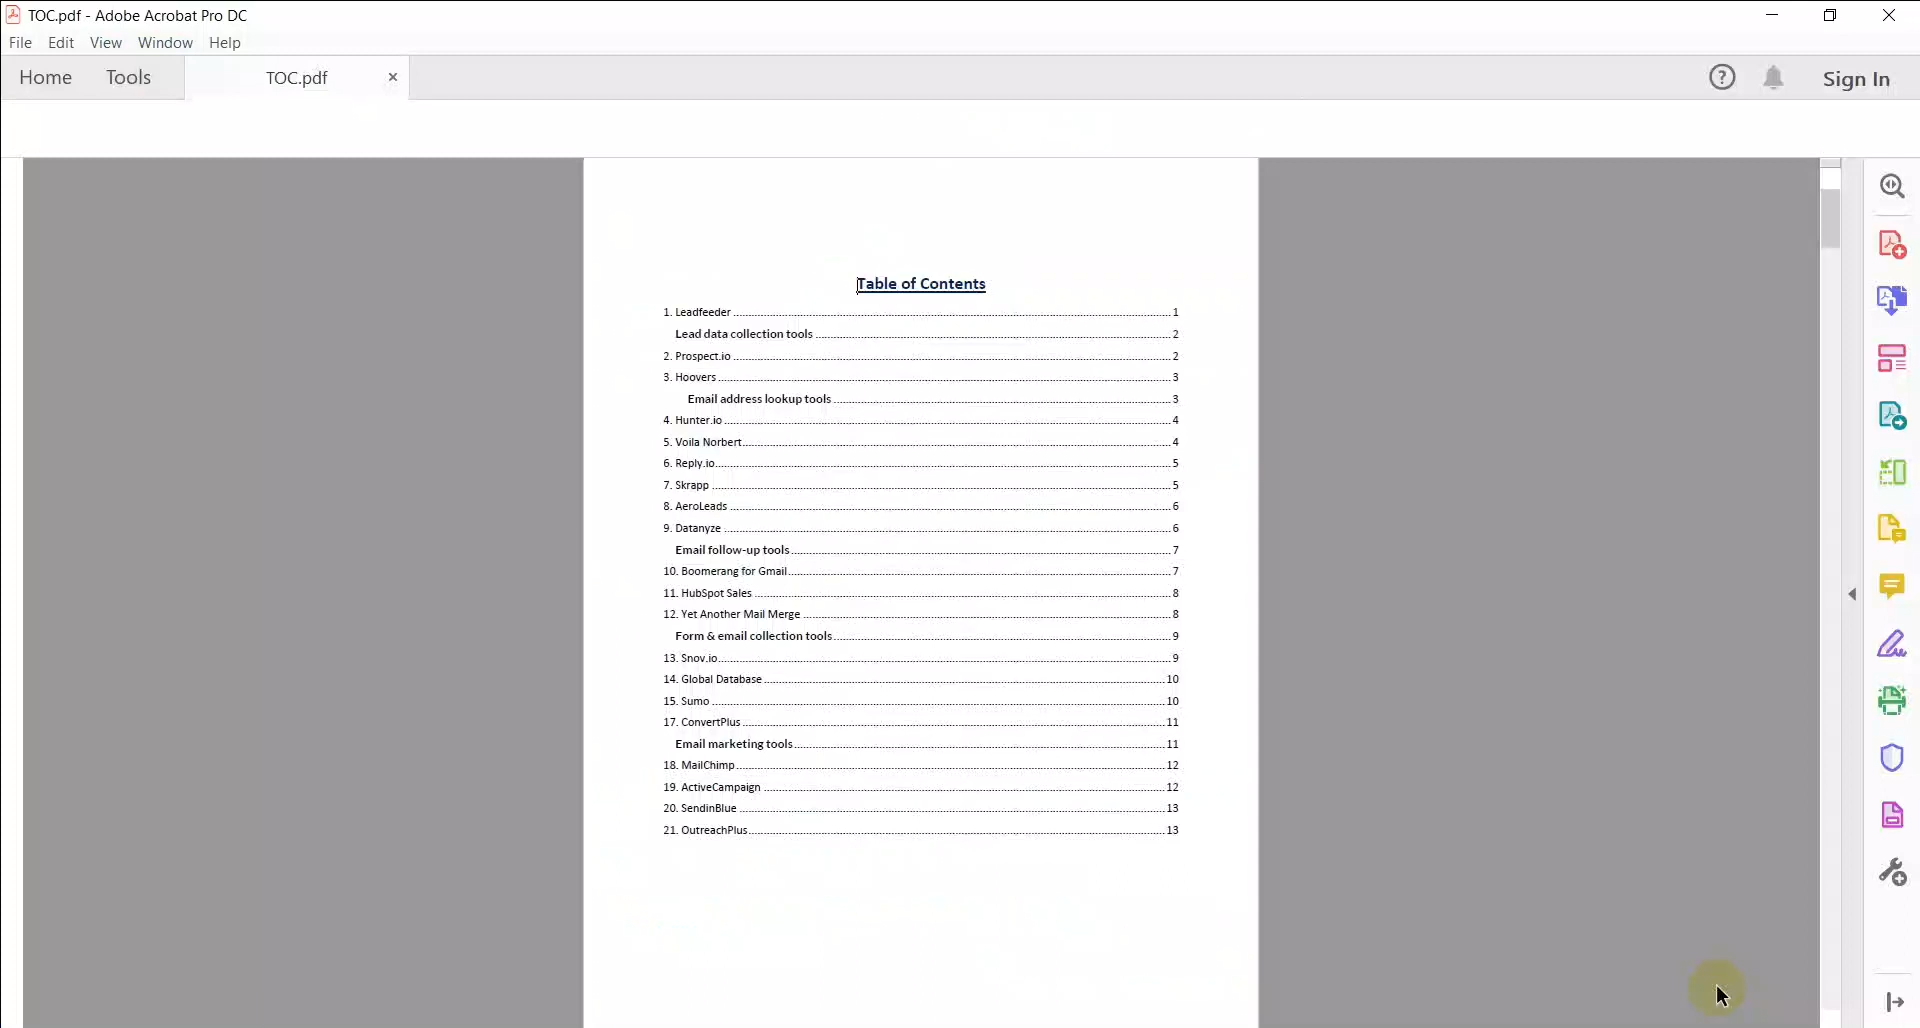 TOC.pdf - Adobe Acrobat Pro DC
File Edit View Window Help
Home Tools TOC.pdf × Sign In
Table of Contents
1. Leadfeeder 1
Lead data collection tools 2
2. Prospect.io 2
3. Hoovers 3
Email address lookup tools 3
4. Hunter.io 4
5. Voila Norbert 4
6. Reply.io 5
7. Skrapp 5
8. AeroLeads 6
9. Datanyze 6
Email follow-up tools 7
10. Boomerang for Gmail 7
11. HubSpot Sales 8
12. Yet Another Mail Merge 8
Form & email collection tools 9
13. Snov.io 9
14. Global Database 10
15. Sumo 10
17. ConvertPlus 11
Email marketing tools 11
18. MailChimp 12
19. ActiveCampaign 12
20. SendinBlue 13
21. OutreachPlus 13